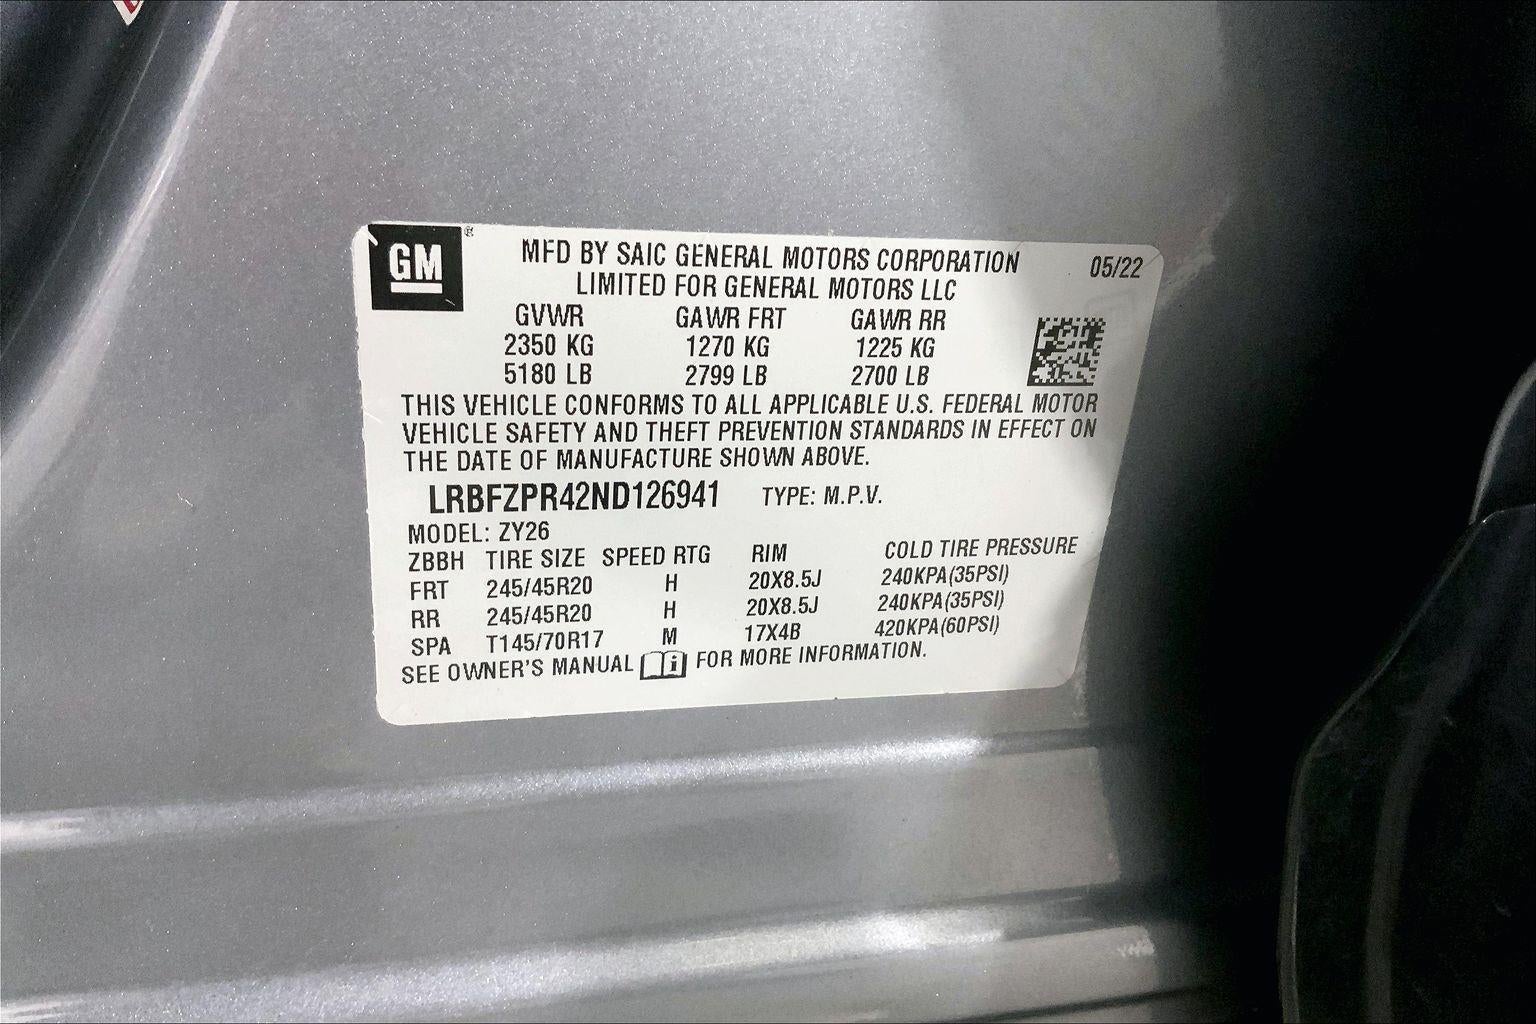 GM ®
MFD BY SAIC GENERAL MOTORS CORPORATION
LIMITED FOR GENERAL MOTORS LLC
05/22
GVWR GAWR FRT GAWR RR
2350 KG 1270 KG 1225 KG
5180 LB 2799 LB 2700 LB
THIS VEHICLE CONFORMS TO ALL APPLICABLE U.S. FEDERAL MOTOR
VEHICLE SAFETY AND THEFT PREVENTION STANDARDS IN EFFECT ON
THE DATE OF MANUFACTURE SHOWN ABOVE.
LRBFZPR42ND126941 TYPE: M.P.V.
MODEL: ZY26
ZBBH TIRE SIZE SPEED RTG RIM COLD TIRE PRESSURE
FRT 245/45R20 H 20X8.5J 240KPA(35PSI)
RR 245/45R20 H 20X8.5J 240KPA(35PSI)
SPA T145/70R17 M 17X4B 420KPA(60PSI)
SEE OWNER'S MANUAL i FOR MORE INFORMATION.